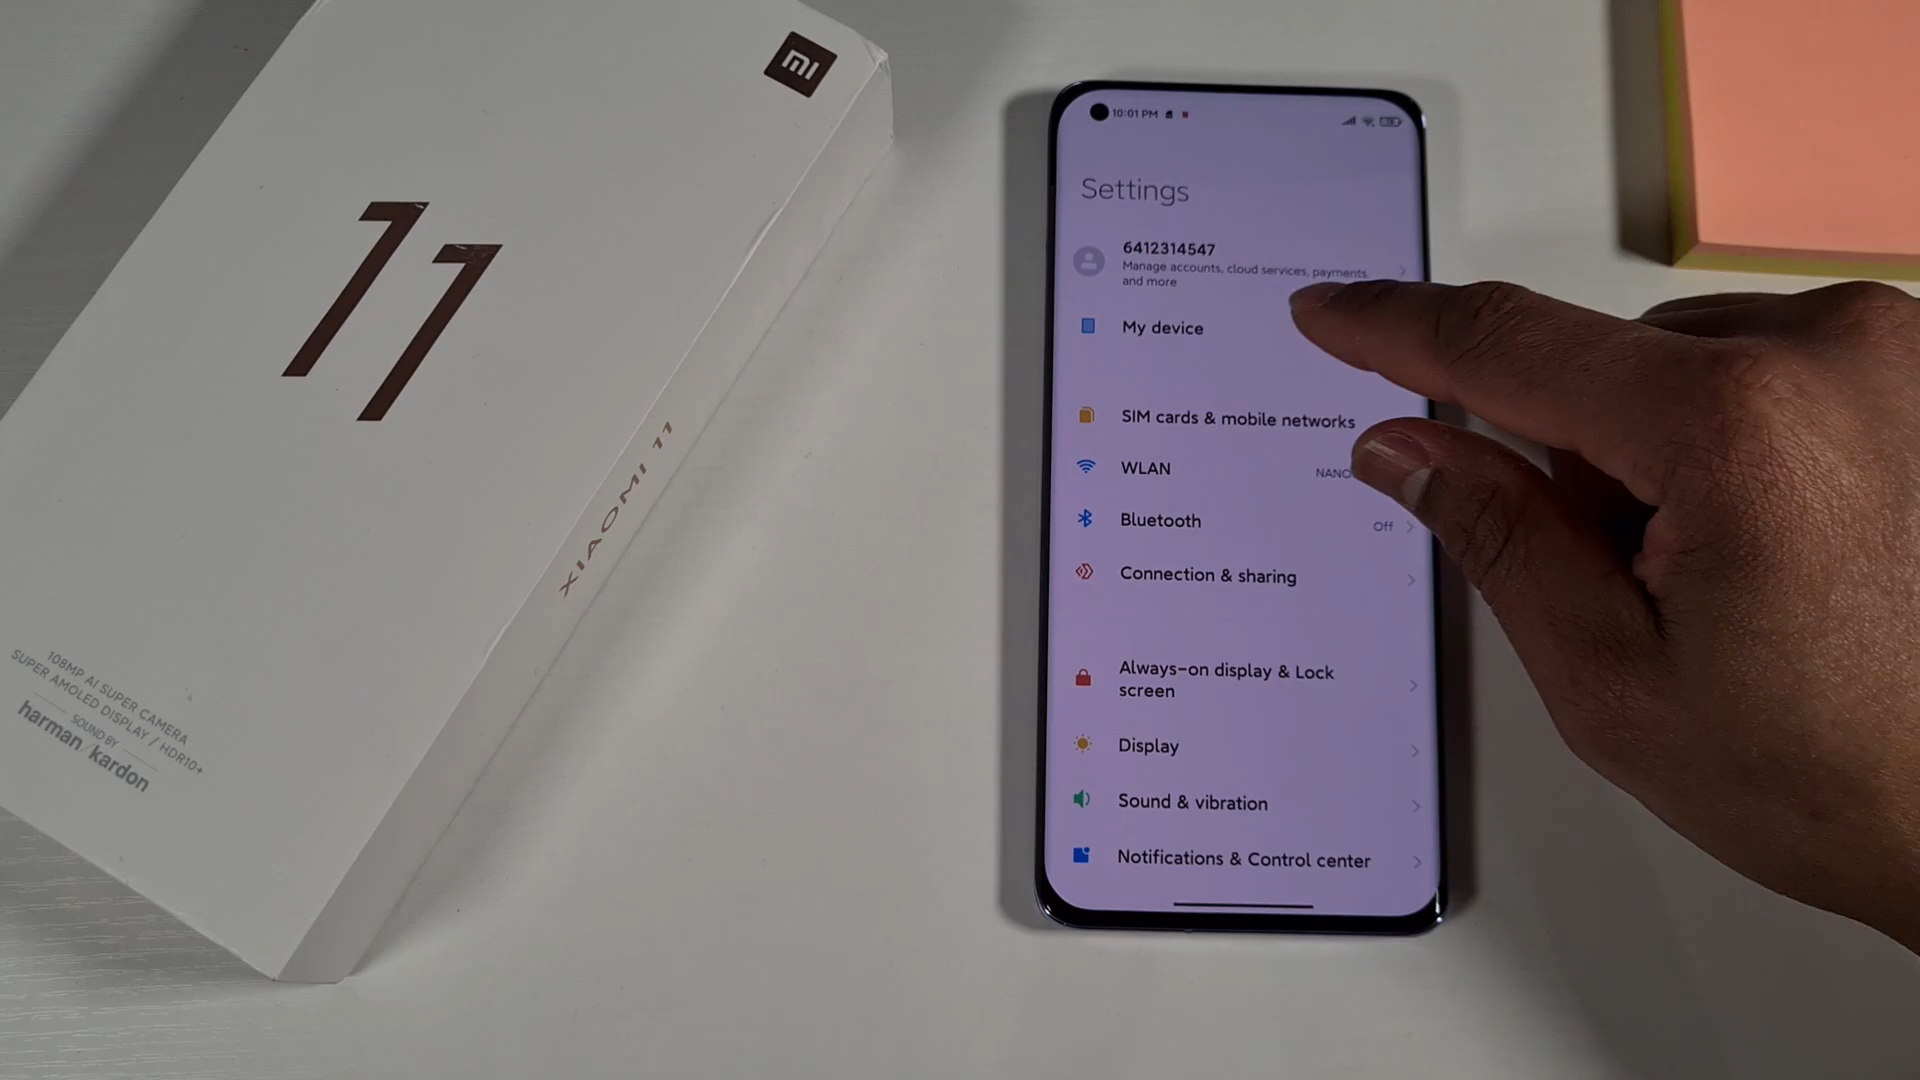 mi
11
XIAOMI 11
108MP AI SUPER CAMERA
SUPER AMOLED DISPLAY / HDR10+
SOUND BY
harman/kardon
10:01 PM
Settings
6412314547
Manage accounts, cloud services, payments,
and more
My device
SIM cards & mobile networks
WLAN
Bluetooth
Off
Connection & sharing
Always-on display & Lock
screen
Display
Sound & vibration
Notifications & Control center